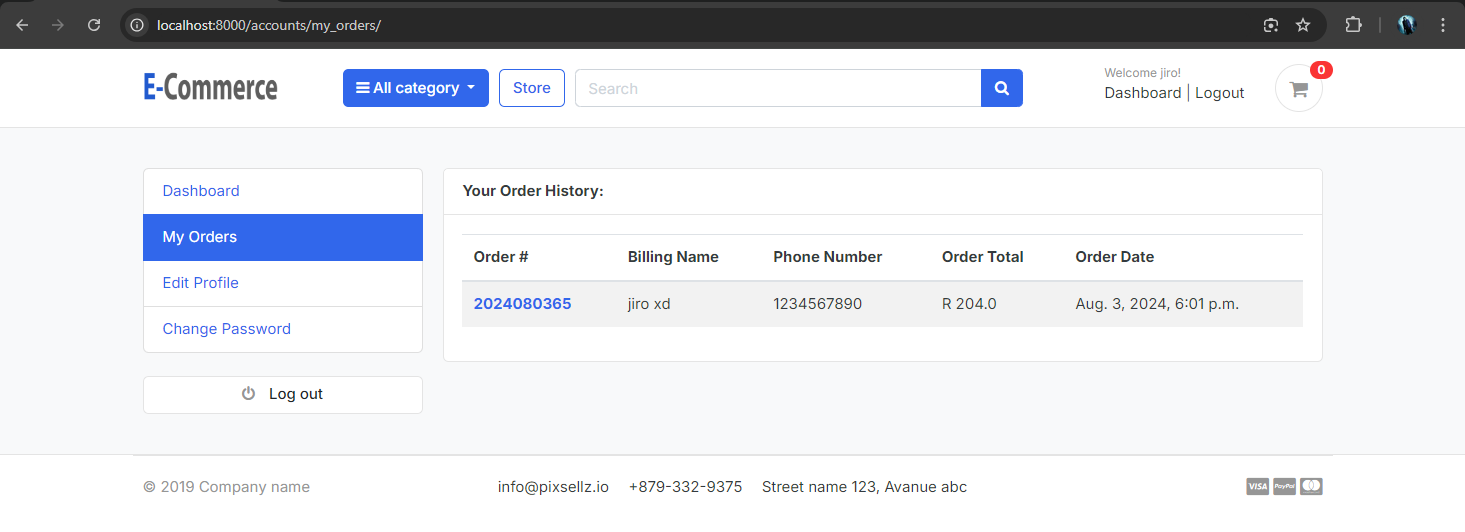 localhost:8000/accounts/my_orders/
E-Commerce
All category
Store
Search
Welcome jiro!
Dashboard | Logout
0
Dashboard
My Orders
Edit Profile
Change Password
Log out
Your Order History:
Order # Billing Name Phone Number Order Total Order Date
2024080365 jiro xd 1234567890 R 204.0 Aug. 3, 2024, 6:01 p.m.
© 2019 Company name
info@pixsellz.io +879-332-9375 Street name 123, Avanue abc
VISA PayPal